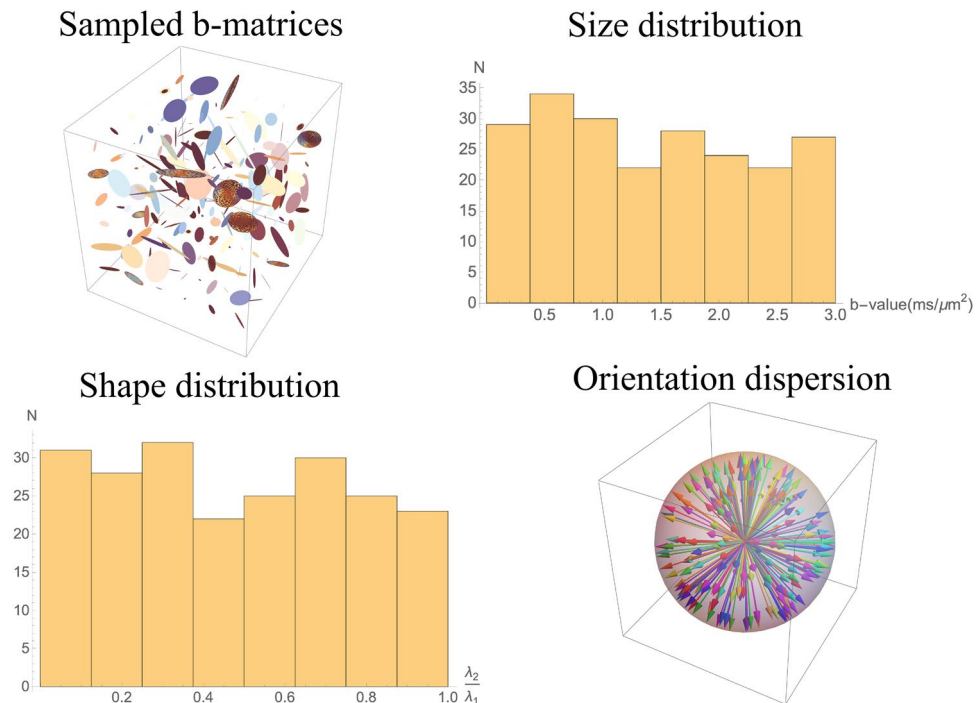 Sampled b-matrices
Size distribution
N
35
30
25
20
15
10
5
0
0.5 1.0 1.5 2.0 2.5 3.0
b-value(ms/μm²)
Shape distribution
N
30
25
20
15
10
5
0
0.2 0.4 0.6 0.8 1.0
λ₂
λ₁
Orientation dispersion